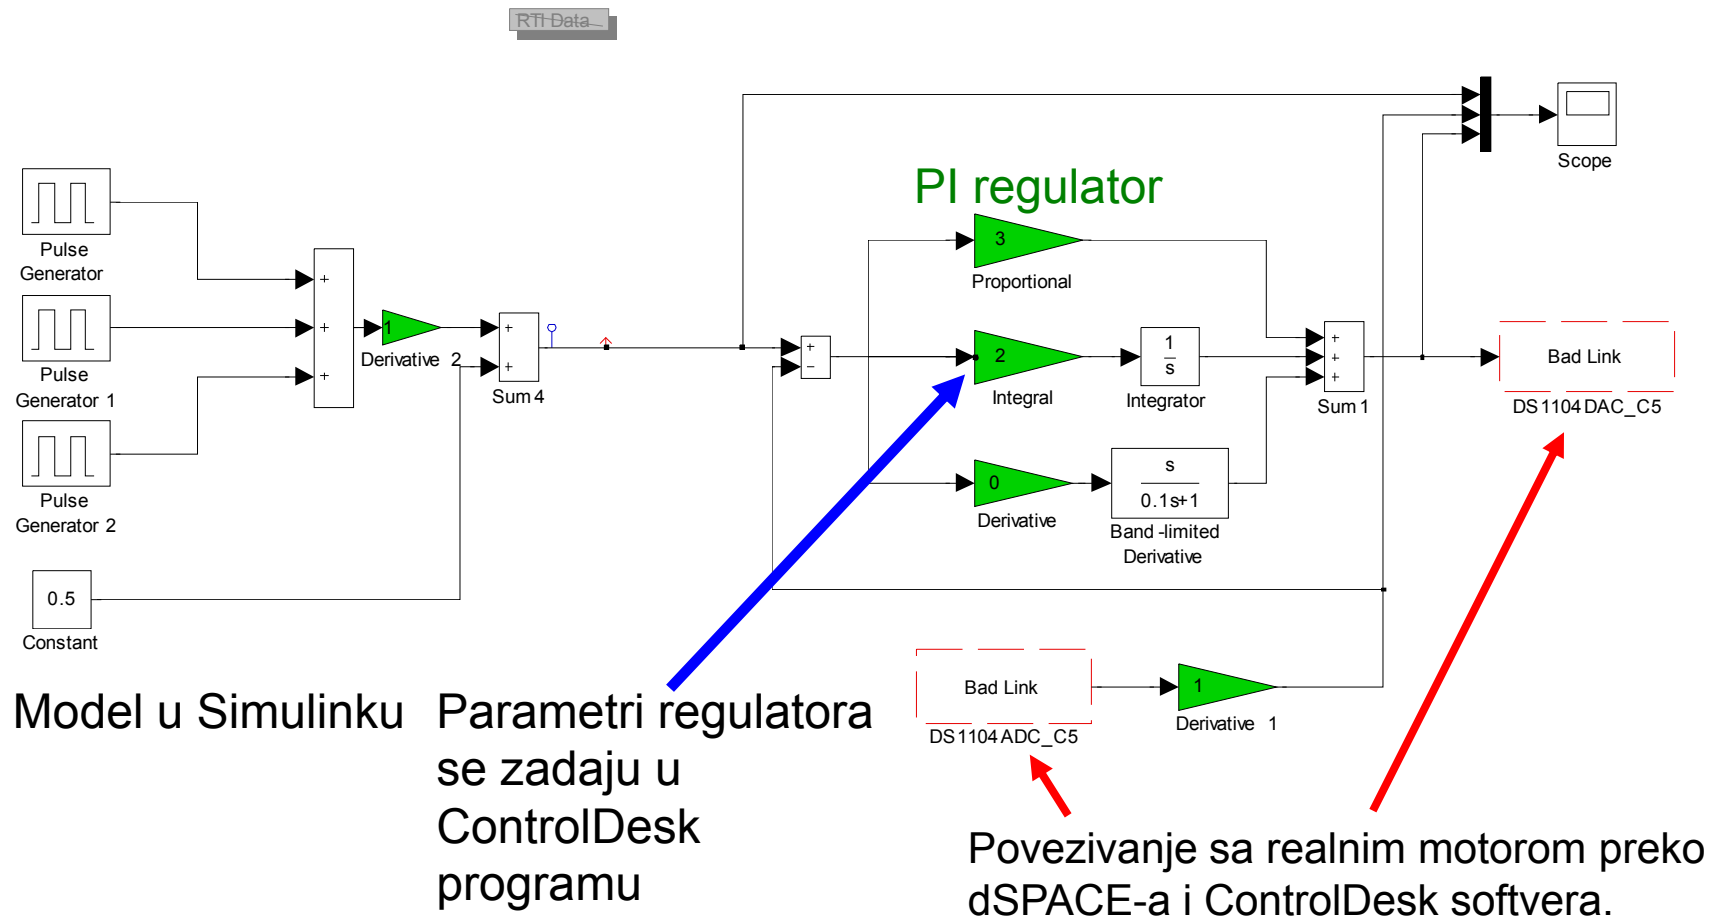 RTI Data
Scope
PI regulator
Pulse
Generator
+
+
+
1
Derivative 2
Pulse
Generator 1
Pulse
Generator 2
+
+
Sum 4
0.5
Constant
+
−
3
Proportional
2
Integral
1
s
Integrator
0
Derivative
s
0.1s+1
Band-limited
Derivative
+
+
+
Sum 1
Bad Link
DS1104DAC_C5
Bad Link
DS1104ADC_C5
1
Derivative 1
Model u Simulinku
Parametri regulatora
se zadaju u
ControlDesk
programu
Povezivanje sa realnim motorom preko
dSPACE-a i ControlDesk softvera.